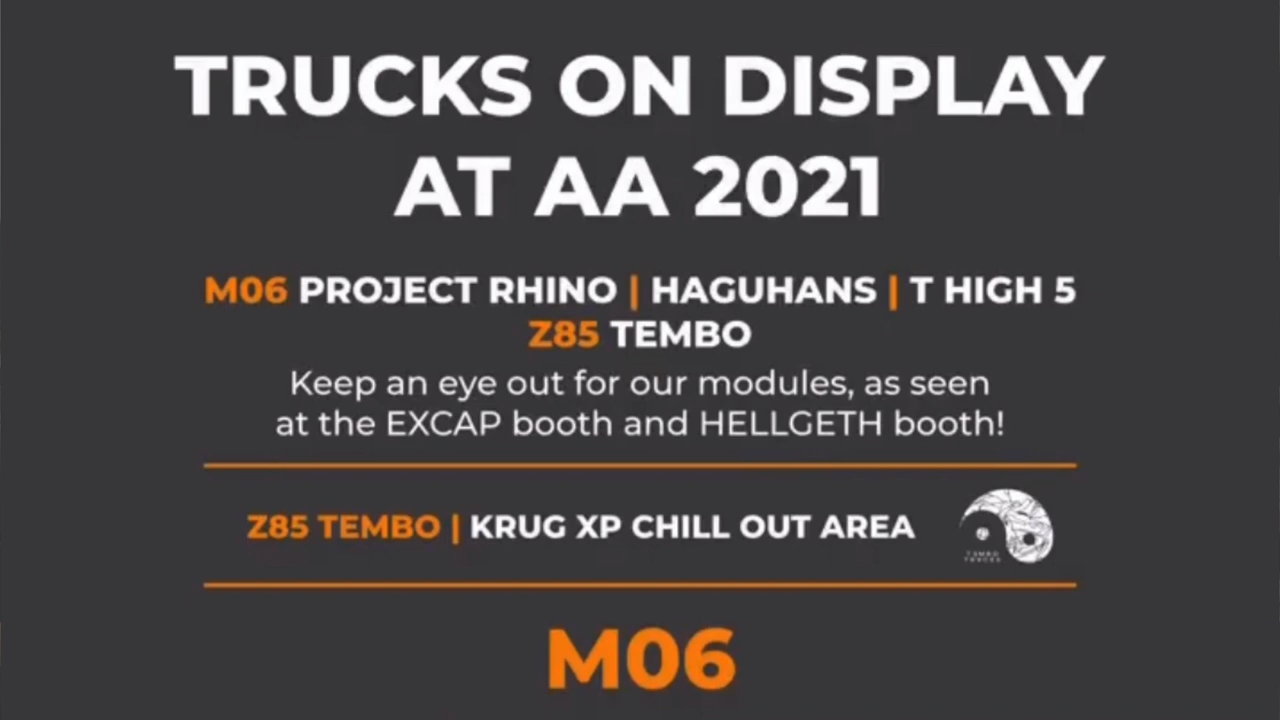 TRUCKS ON DISPLAY
AT AA 2021
M06 PROJECT RHINO | HAGUHANS | T HIGH 5
Z85 TEMBO
Keep an eye out for our modules, as seen
at the EXCAP booth and HELLGETH booth!
Z85 TEMBO | KRUG XP CHILL OUT AREA
M06